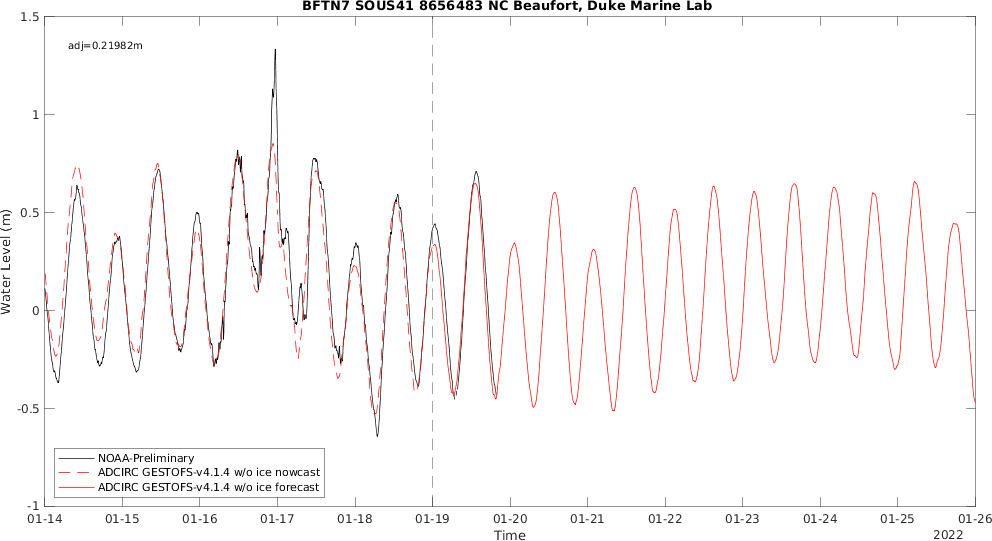 BFTN7 SOUS41 8656483 NC Beaufort, Duke Marine Lab
adj=0.21982m
Water Level (m)
1.5
1
0.5
0
-0.5
-1
NOAA-Preliminary
ADCIRC GESTOFS-v4.1.4 w/o ice nowcast
ADCIRC GESTOFS-v4.1.4 w/o ice forecast
01-14 01-15 01-16 01-17 01-18 01-19 01-20 01-21 01-22 01-23 01-24 01-25 01-26
Time
2022